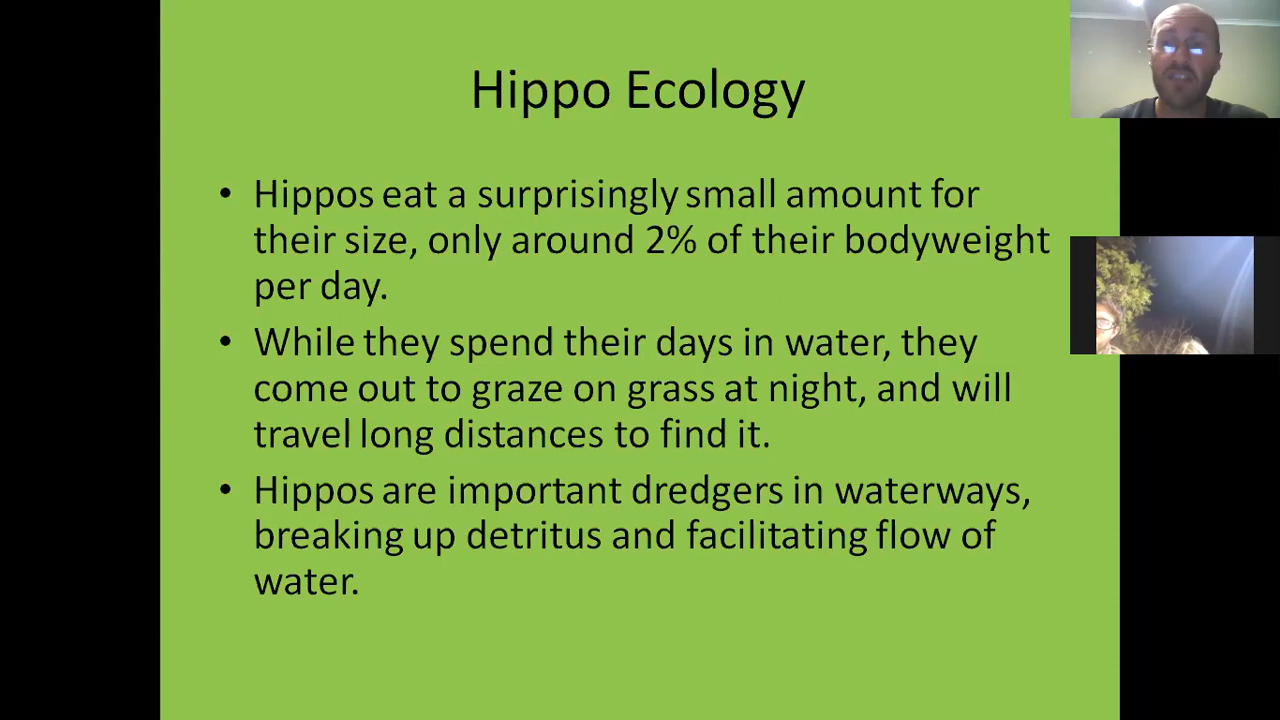 Hippo Ecology
• Hippos eat a surprisingly small amount for
their size, only around 2% of their bodyweight
per day.
• While they spend their days in water, they
come out to graze on grass at night, and will
travel long distances to find it.
• Hippos are important dredgers in waterways,
breaking up detritus and facilitating flow of
water.